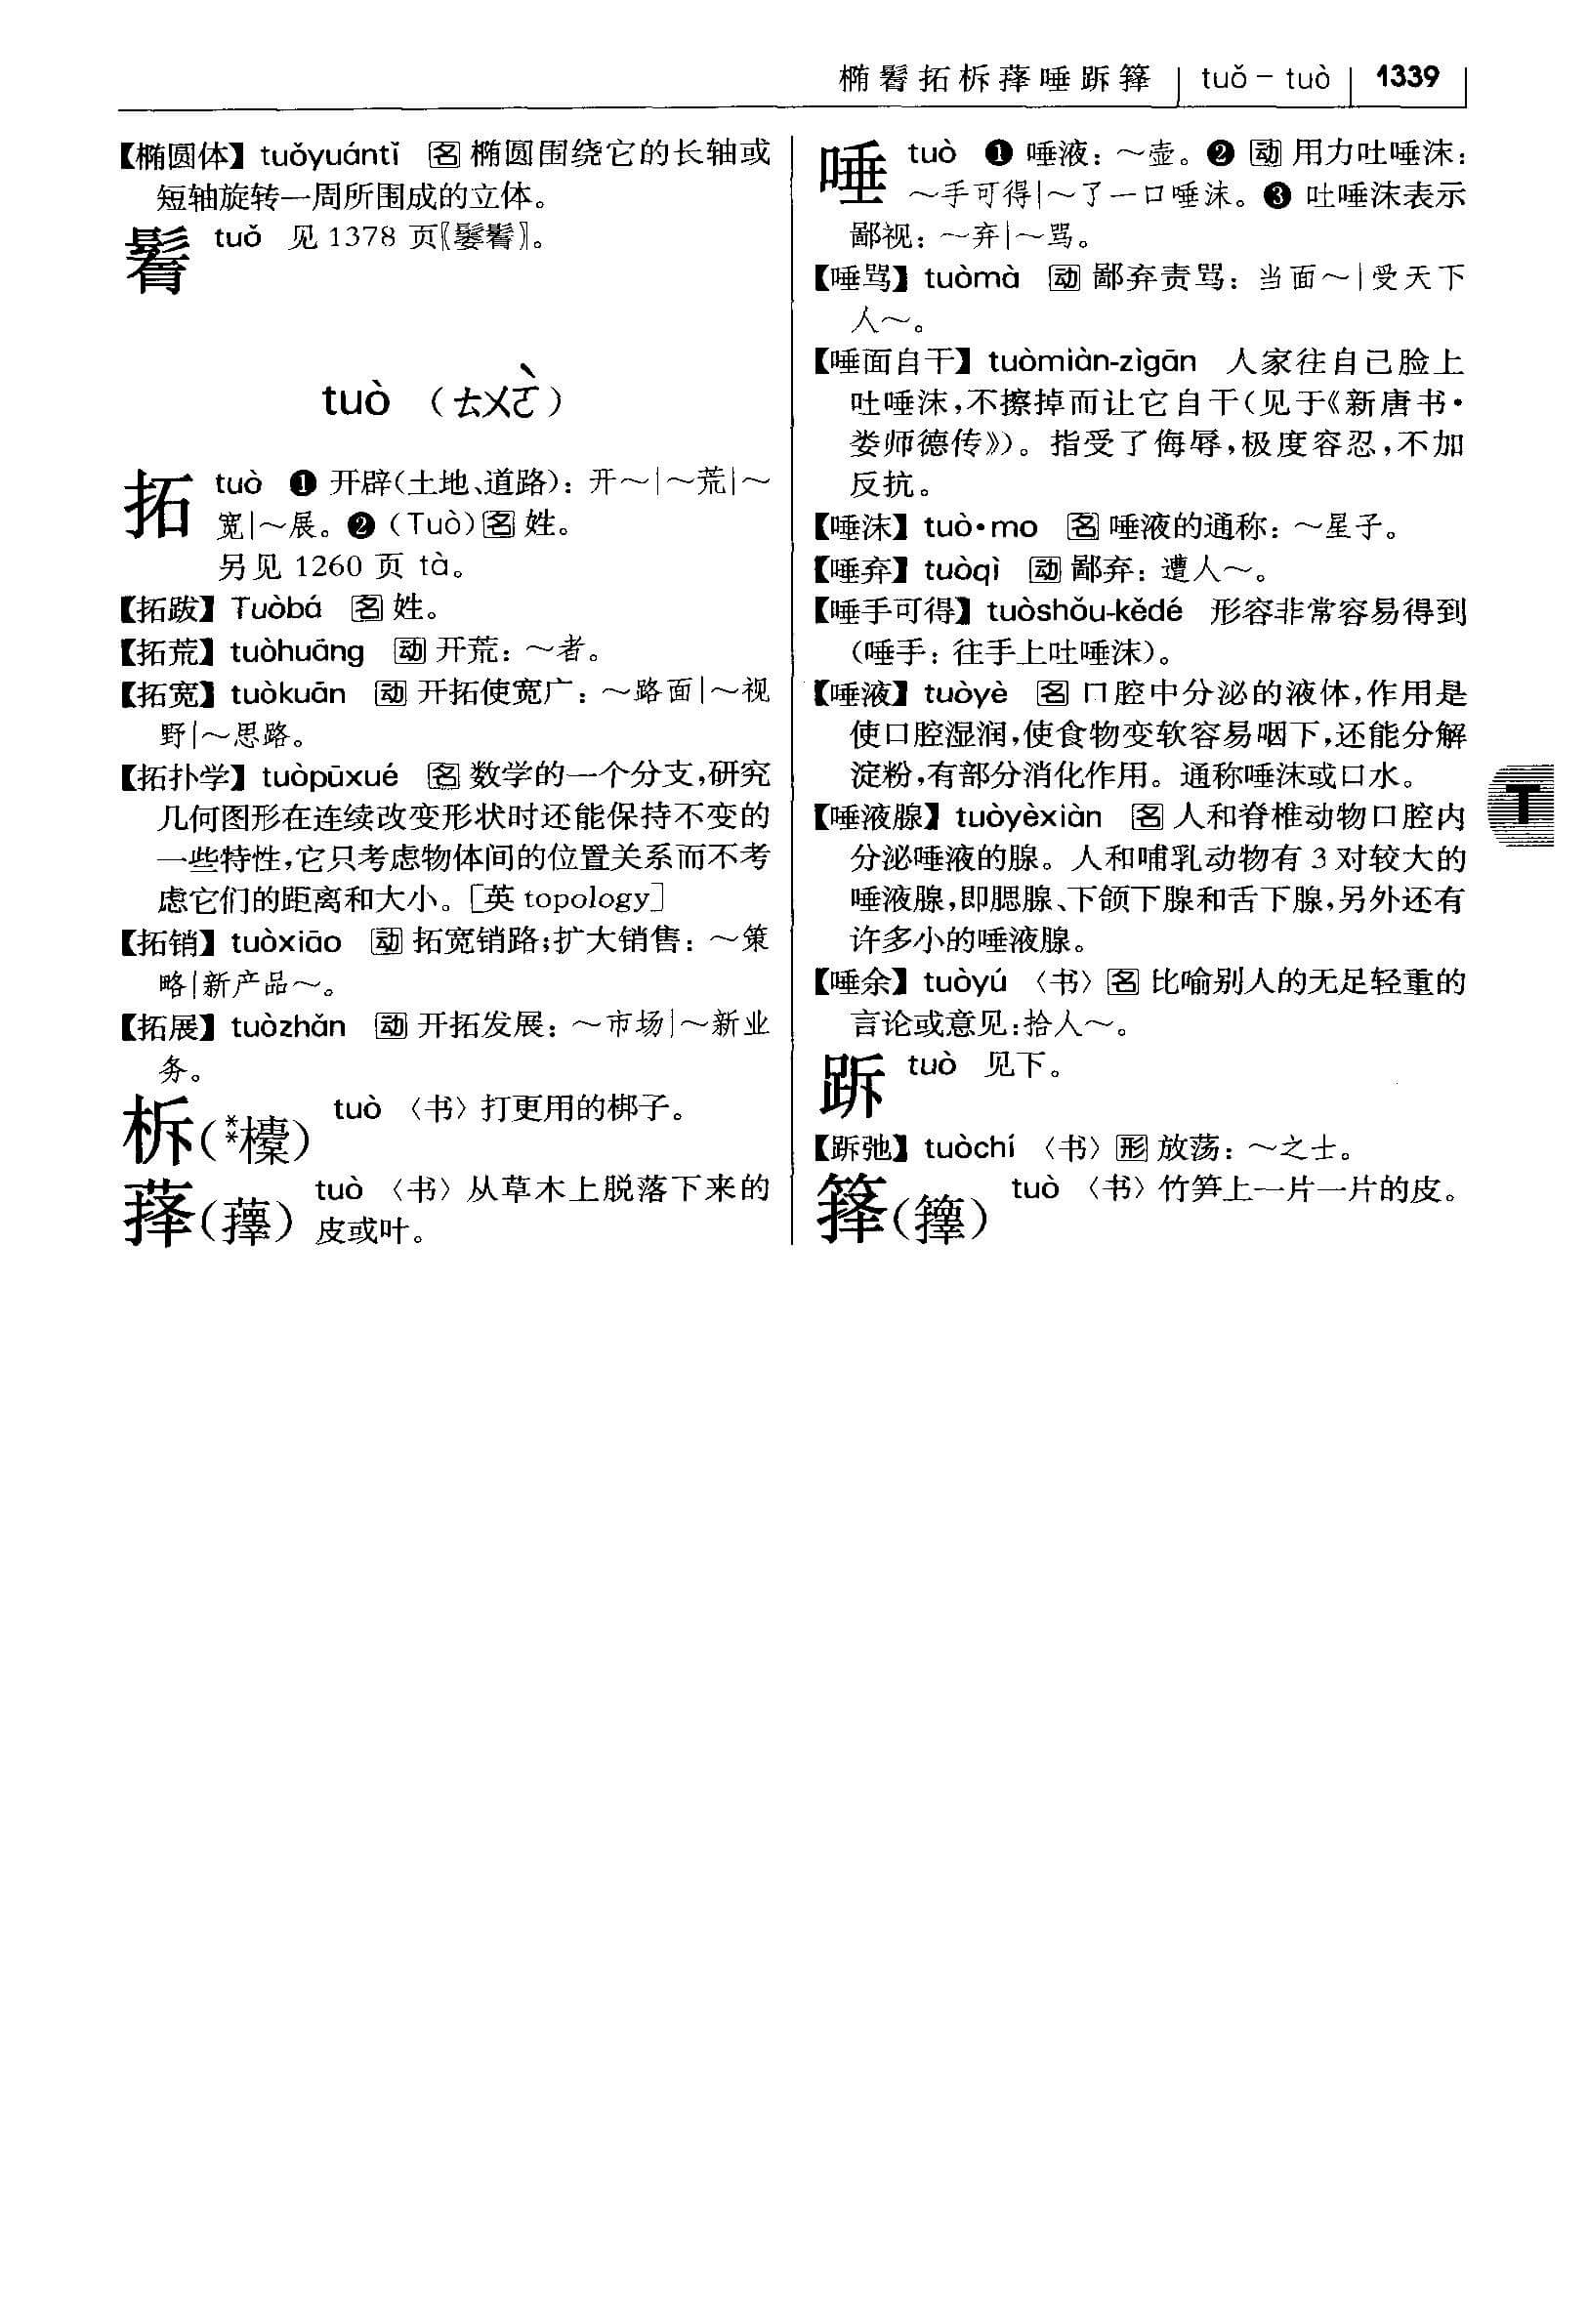 椭鬌拓柝萚唾跅箨 tuǒ－tuò 1339
【椭圆体】tuǒyuántǐ 名 椭圆围绕它的长轴或
短轴旋转一周所围成的立体。
鬌 tuǒ 见 1378 页〖鬖鬌〗。
tuò （ㄊㄨㄛˋ）
拓 tuò ❶ 开辟(土地、道路)：开～|～荒|～
宽|～展。❷ (Tuò) 名 姓。
另见 1260 页 tà。
【拓跋】Tuòbá 名 姓。
【拓荒】tuòhuāng 动 开荒：～者。
【拓宽】tuòkuān 动 开拓使宽广：～路面|～视
野|～思路。
【拓扑学】tuòpūxué 名 数学的一个分支，研究
几何图形在连续改变形状时还能保持不变的
一些特性，它只考虑物体间的位置关系而不考
虑它们的距离和大小。［英 topology］
【拓销】tuòxiāo 动 拓宽销路；扩大销售：～策
略|新产品～。
【拓展】tuòzhǎn 动 开拓发展：～市场|～新业
务。
柝(**欜) tuò 〈书〉打更用的梆子。
萚(蘀) tuò 〈书〉从草木上脱落下来的
皮或叶。
唾 tuò ❶ 唾液：～壶。❷ 动 用力吐唾沫：
～手可得|～了一口唾沫。❸ 吐唾沫表示
鄙视：～弃|～骂。
【唾骂】tuòmà 动 鄙弃责骂：当面～|受天下
人～。
【唾面自干】tuòmiàn-zìgān 人家往自己脸上
吐唾沫，不擦掉而让它自干(见于《新唐书·
娄师德传》)。指受了侮辱，极度容忍，不加
反抗。
【唾沫】tuò·mo 名 唾液的通称：～星子。
【唾弃】tuòqì 动 鄙弃：遭人～。
【唾手可得】tuòshǒu-kědé 形容非常容易得到
(唾手：往手上吐唾沫)。
【唾液】tuòyè 名 口腔中分泌的液体，作用是
使口腔湿润，使食物变软容易咽下，还能分解
淀粉，有部分消化作用。通称唾沫或口水。
【唾液腺】tuòyèxiàn 名 人和脊椎动物口腔内
分泌唾液的腺。人和哺乳动物有 3 对较大的
唾液腺，即腮腺、下颌下腺和舌下腺，另外还有
许多小的唾液腺。
【唾余】tuòyú 〈书〉名 比喻别人的无足轻重的
言论或意见：拾人～。
跅 tuò 见下。
【跅弛】tuòchí 〈书〉形 放荡：～之士。
箨(籜) tuò 〈书〉竹笋上一片一片的皮。
T